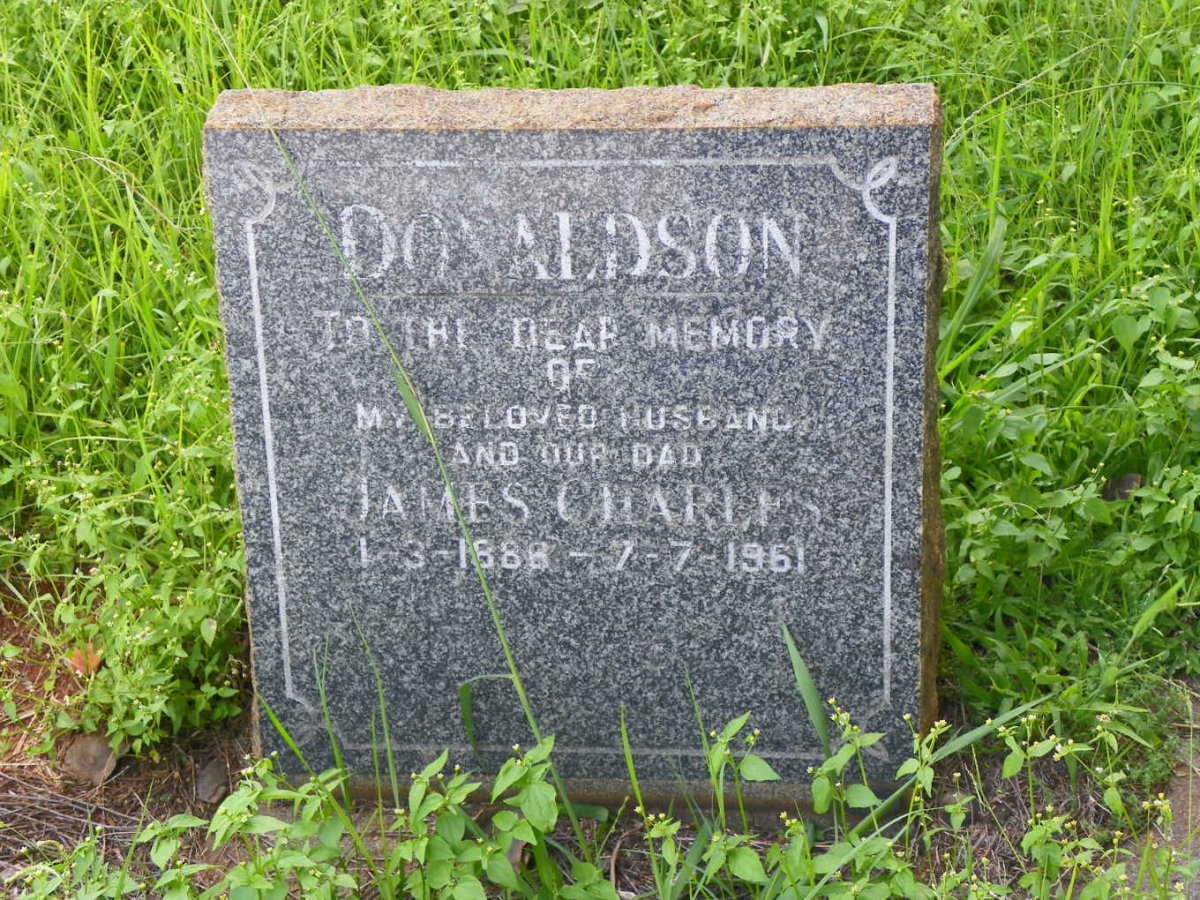 DONALDSON
TO THE DEAR MEMORY
OF
MY BELOVED HUSBAND
AND OUR DAD
JAMES CHARLES
1-3-1888 – 7-7-1961